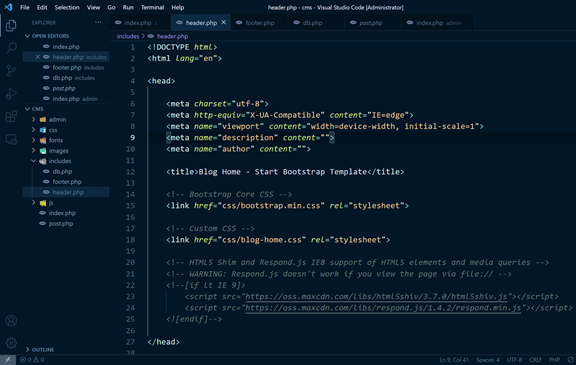 File Edit Selection View Go Run Terminal Help
header.php - cms - Visual Studio Code [Administrator]
EXPLORER
index.php .\
header.php
footer.php
db.php
post.php
index.php admin
OPEN EDITORS
index.php
header.php includes
footer.php includes
db.php includes
post.php
index.php admin
CMS
admin
css
fonts
images
includes
db.php
footer.php
header.php
js
index.php
post.php
OUTLINE
includes > header.php
1 <!DOCTYPE html>
2 <html lang="en">
3
4 <head>
5
6 <meta charset="utf-8">
7 <meta http-equiv="X-UA-Compatible" content="IE=edge">
8 <meta name="viewport" content="width=device-width, initial-scale=1">
9 <meta name="description" content="">
10 <meta name="author" content="">
11
12 <title>Blog Home - Start Bootstrap Template</title>
13
14 <!-- Bootstrap Core CSS -->
15 <link href="css/bootstrap.min.css" rel="stylesheet">
16
17 <!-- Custom CSS -->
18 <link href="css/blog-home.css" rel="stylesheet">
19
20 <!-- HTML5 Shim and Respond.js IE8 support of HTML5 elements and media queries -->
21 <!-- WARNING: Respond.js doesn't work if you view the page via file:// -->
22 <!--[if lt IE 9]>
23 <script src="https://oss.maxcdn.com/libs/html5shiv/3.7.0/html5shiv.js"></script>
24 <script src="https://oss.maxcdn.com/libs/respond.js/1.4.2/respond.min.js"></script>
25 <![endif]-->
26
27 </head>
28
0 0
Ln 9, Col 41 Spaces: 4 UTF-8 CRLF PHP